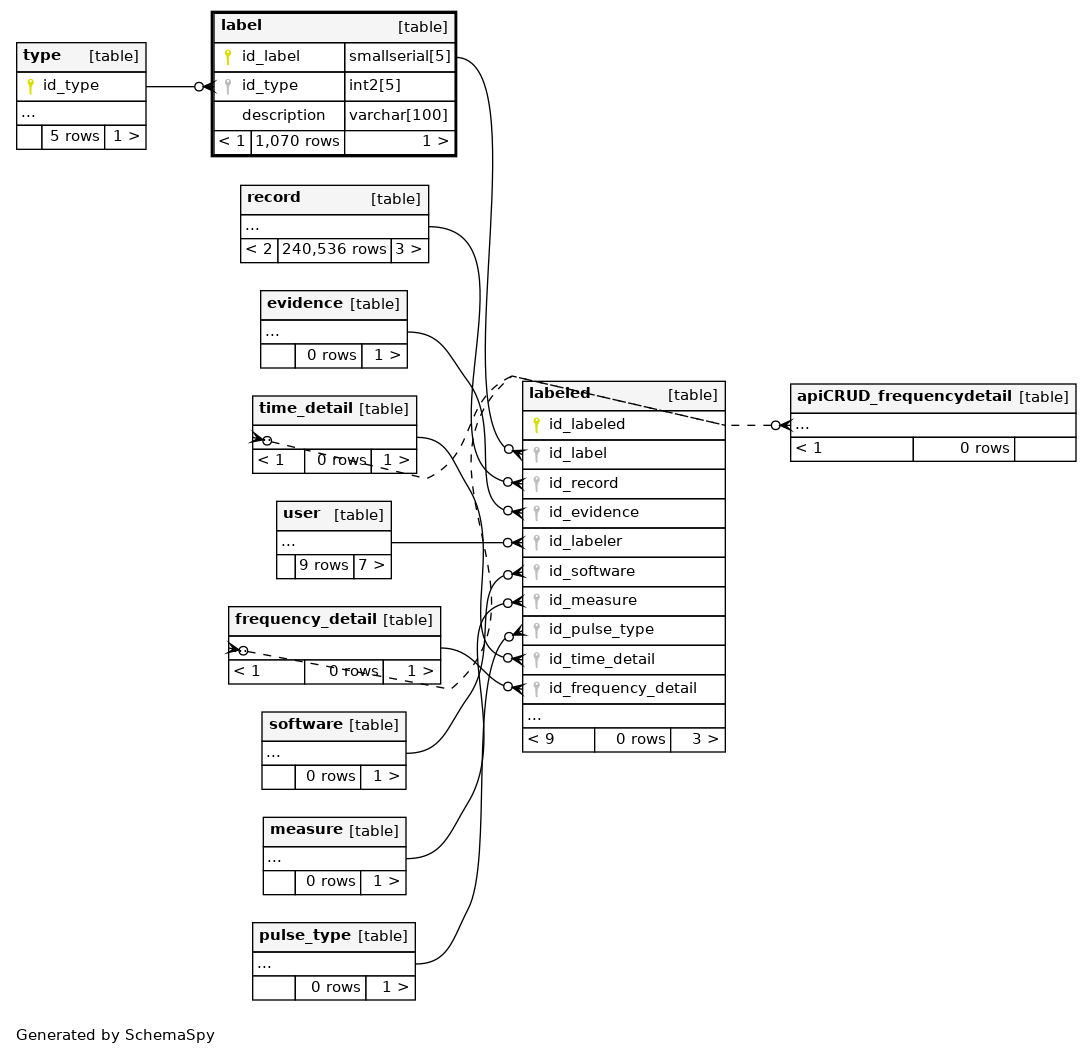 type [table]
id_type
...
5 rows 1 >
label [table]
id_label smallserial[5]
id_type int2[5]
description varchar[100]
< 1 1,070 rows 1 >
record [table]
...
< 2 240,536 rows 3 >
evidence [table]
...
0 rows 1 >
time_detail [table]
< 1 0 rows 1 >
user [table]
...
9 rows 7 >
frequency_detail [table]
< 1 0 rows 1 >
software [table]
...
0 rows 1 >
measure [table]
...
0 rows 1 >
pulse_type [table]
...
0 rows 1 >
labeled [table]
id_labeled
id_label
id_record
id_evidence
id_labeler
id_software
id_measure
id_pulse_type
id_time_detail
id_frequency_detail
...
< 9 0 rows 3 >
apiCRUD_frequencydetail [table]
...
< 1 0 rows
Generated by SchemaSpy